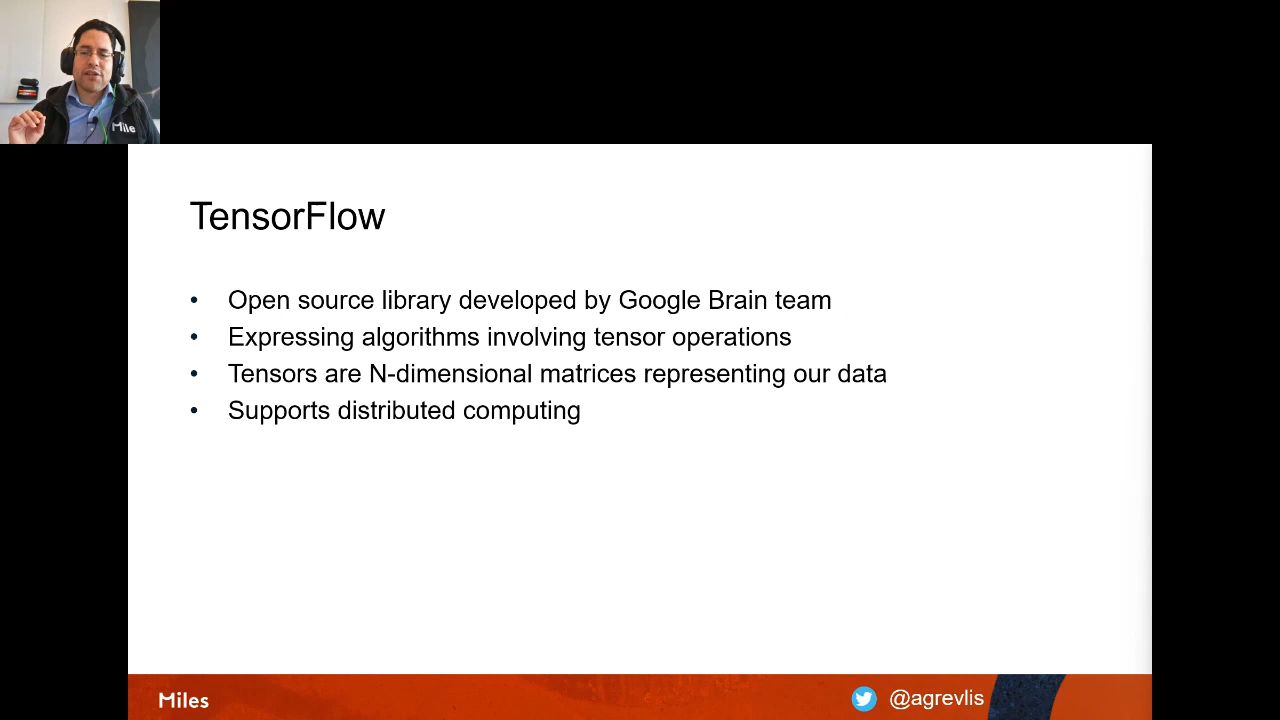 Mile
TensorFlow
• Open source library developed by Google Brain team
• Expressing algorithms involving tensor operations
• Tensors are N-dimensional matrices representing our data
• Supports distributed computing
Miles
@agrevlis